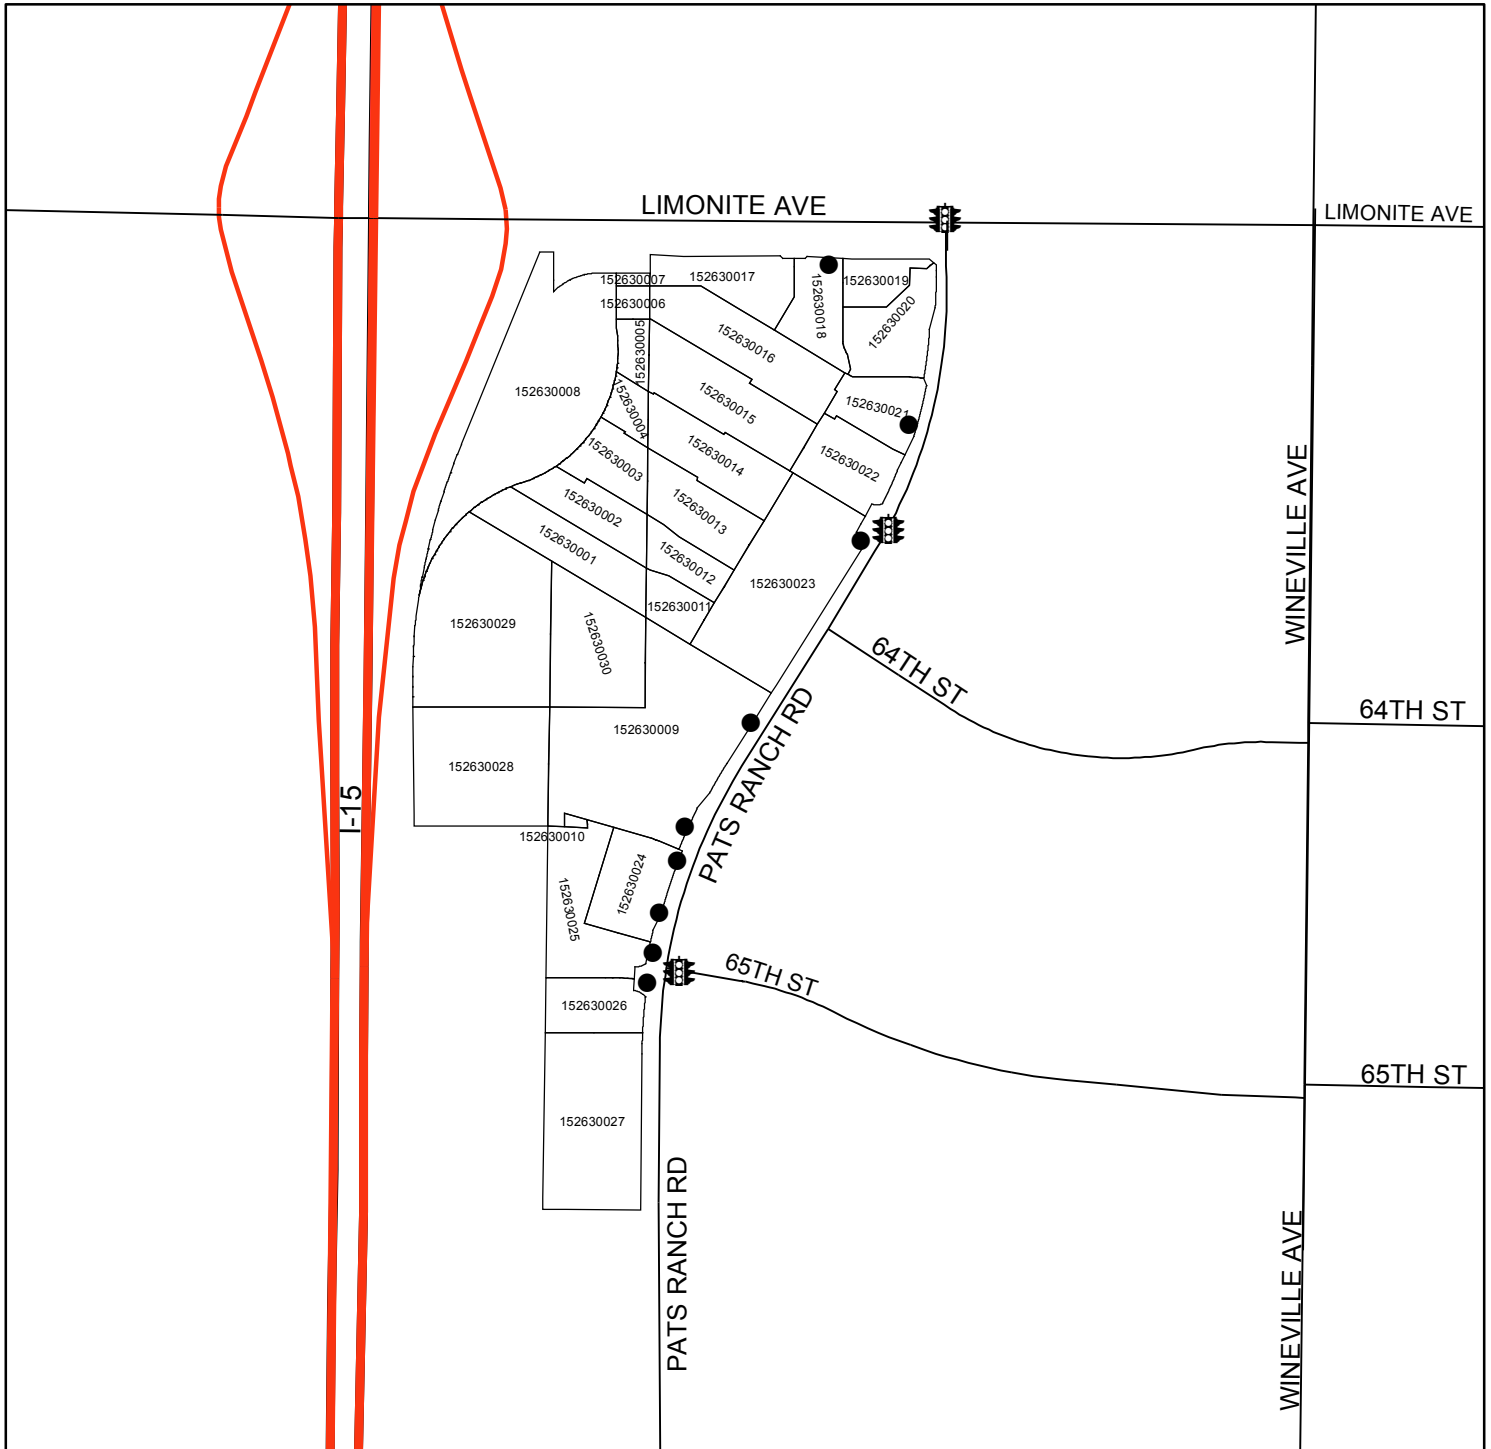 LIMONITE AVE
LIMONITE AVE
152630007
152630017
152630019
152630006
152630018
152630020
152630005
152630016
152630008
152630004
152630015
152630021
152630003
152630014
152630022
152630002
152630013
152630001
152630012
152630023
152630011
WINEVILLE AVE
152630029
152630030
64TH ST
64TH ST
152630009
PATS RANCH RD
152630028
I-15
152630010
152630024
152630025
65TH ST
152630026
65TH ST
152630027
PATS RANCH RD
WINEVILLE AVE